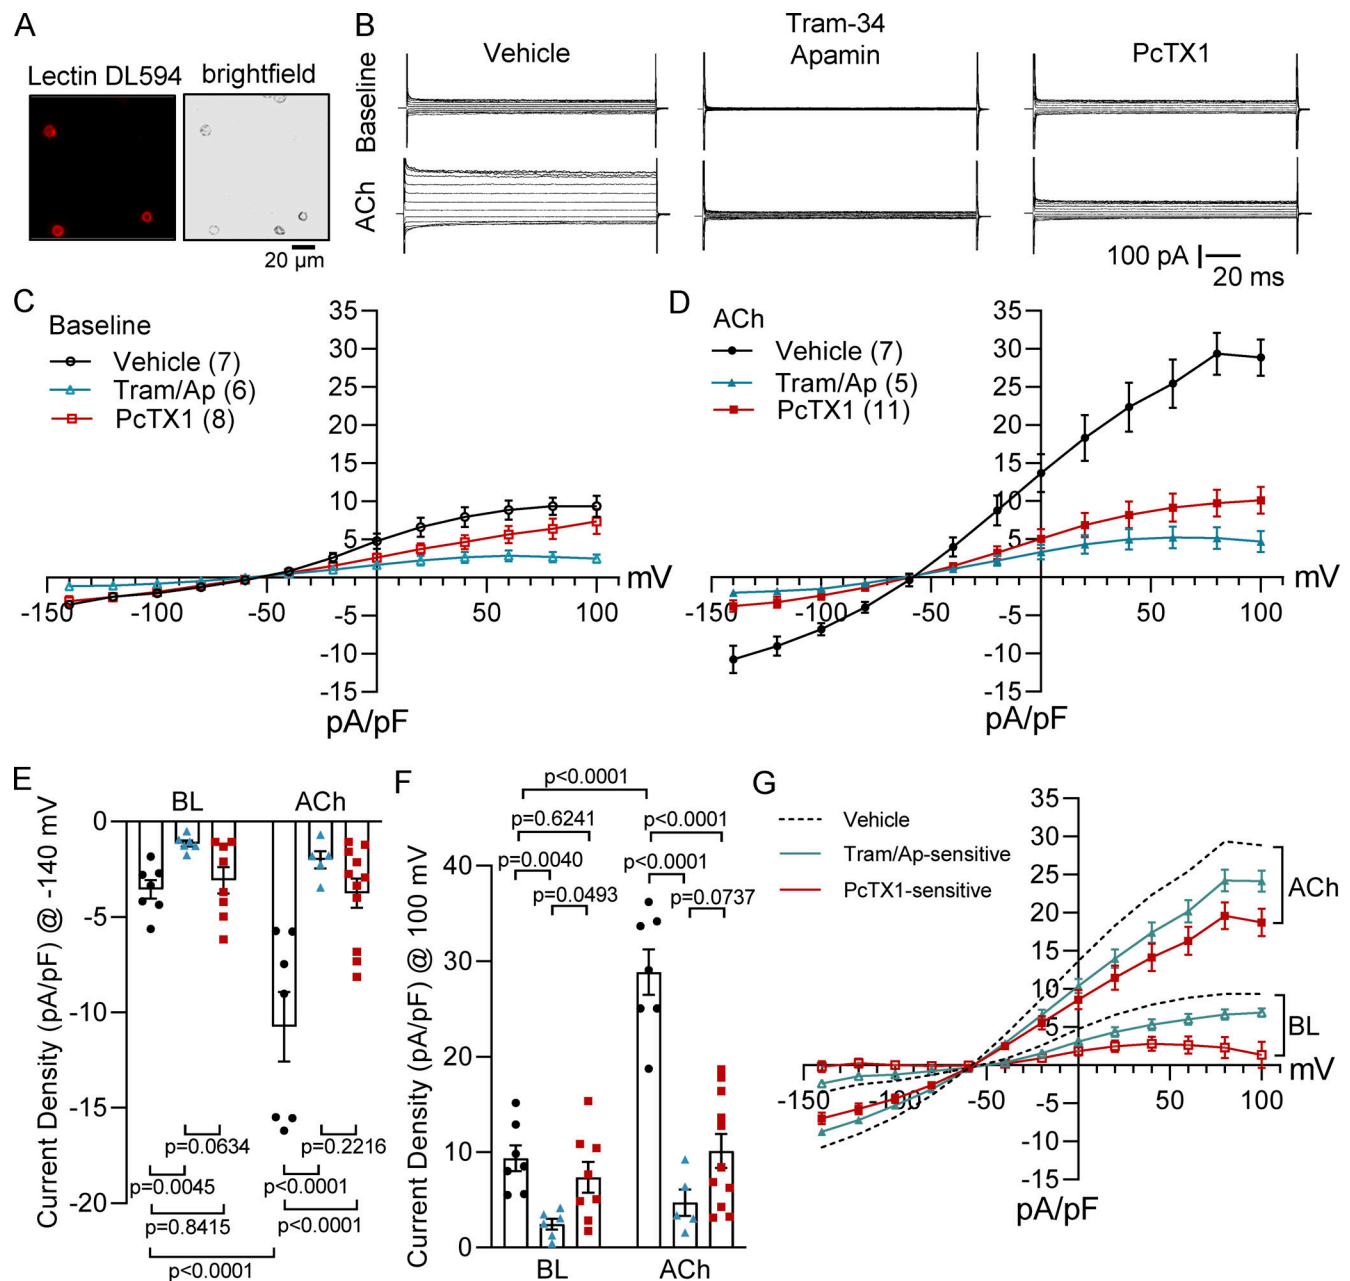 A
Lectin DL594
brightfield
20 µm
B
Vehicle
Tram-34
Apamin
PcTX1
Baseline
ACh
100 pA
20 ms
C
Baseline
Vehicle (7)
Tram/Ap (6)
PcTX1 (8)
35
30
25
20
15
10
5
-5
-10
-15
-150
-100
-50
50
100
mV
pA/pF
D
ACh
Vehicle (7)
Tram/Ap (5)
PcTX1 (11)
35
30
25
20
15
10
5
-5
-10
-15
-150
-100
-50
50
100
mV
pA/pF
E
BL
ACh
Current Density (pA/pF) @ -140 mV
0
-5
-10
-15
-20
p=0.0634
p=0.2216
p=0.0045
p<0.0001
p=0.8415
p<0.0001
p<0.0001
F
p<0.0001
p=0.6241
p<0.0001
p=0.0040
p<0.0001
p=0.0493
p=0.0737
Current Density (pA/pF) @ 100 mV
40
30
20
10
0
BL
ACh
G
Vehicle
Tram/Ap-sensitive
PcTX1-sensitive
35
30
25
20
15
10
5
-5
-10
-15
-150
-100
-50
50
100
mV
ACh
BL
pA/pF